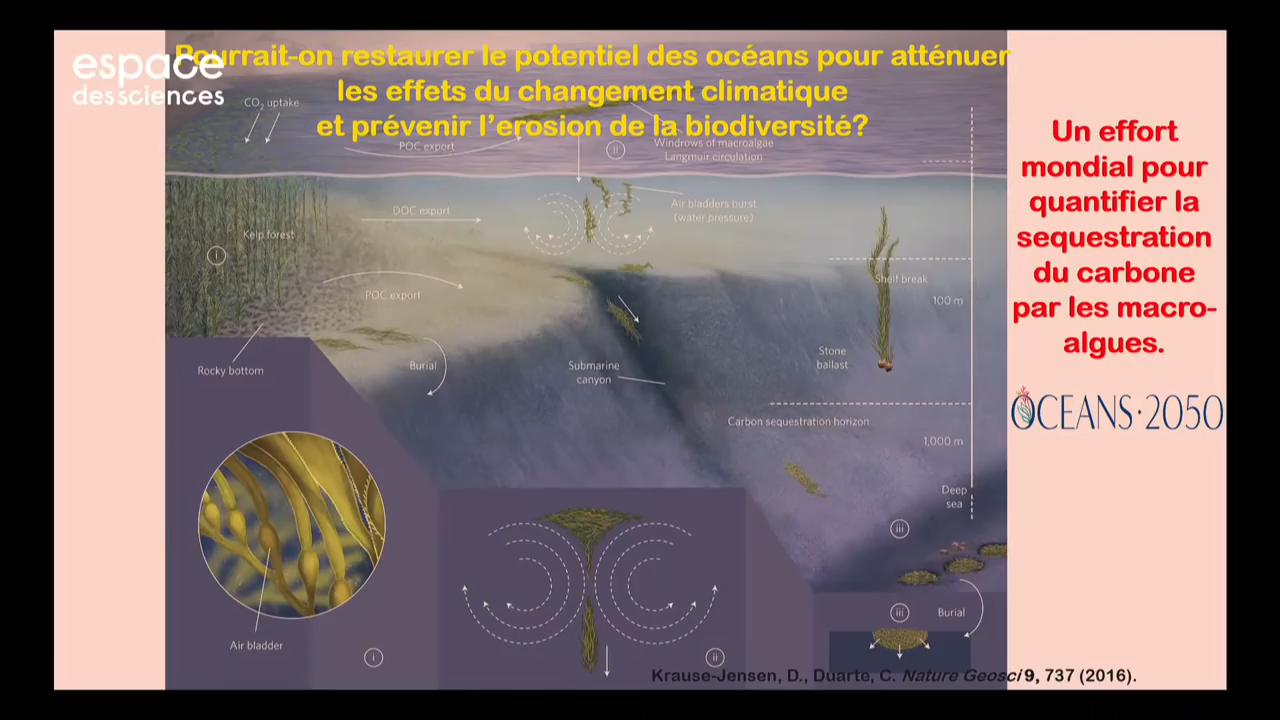 espace
des sciences
Pourrait-on restaurer le potentiel des océans pour atténuer
les effets du changement climatique
et prévenir l'erosion de la biodiversité?
CO2 uptake
POC export
ii
Windrows of macroalgae
Langmuir circulation
Un effort
mondial pour
quantifier la
sequestration
du carbone
par les macro-
algues.
OCEANS·2050
DOC export
Air bladders burst
(water pressure)
Kelp forest
i
POC export
Shelf break
100 m
Rocky bottom
Burial
Submarine
canyon
Stone
ballast
Carbon sequestration horizon
1,000 m
Deep
sea
iii
iii
Burial
Air bladder
i
ii
Krause-Jensen, D., Duarte, C. Nature Geosci 9, 737 (2016).